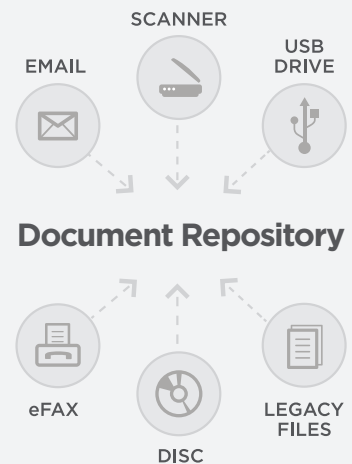 SCANNER
EMAIL
USB
DRIVE
Document Repository
eFAX
DISC
LEGACY
FILES